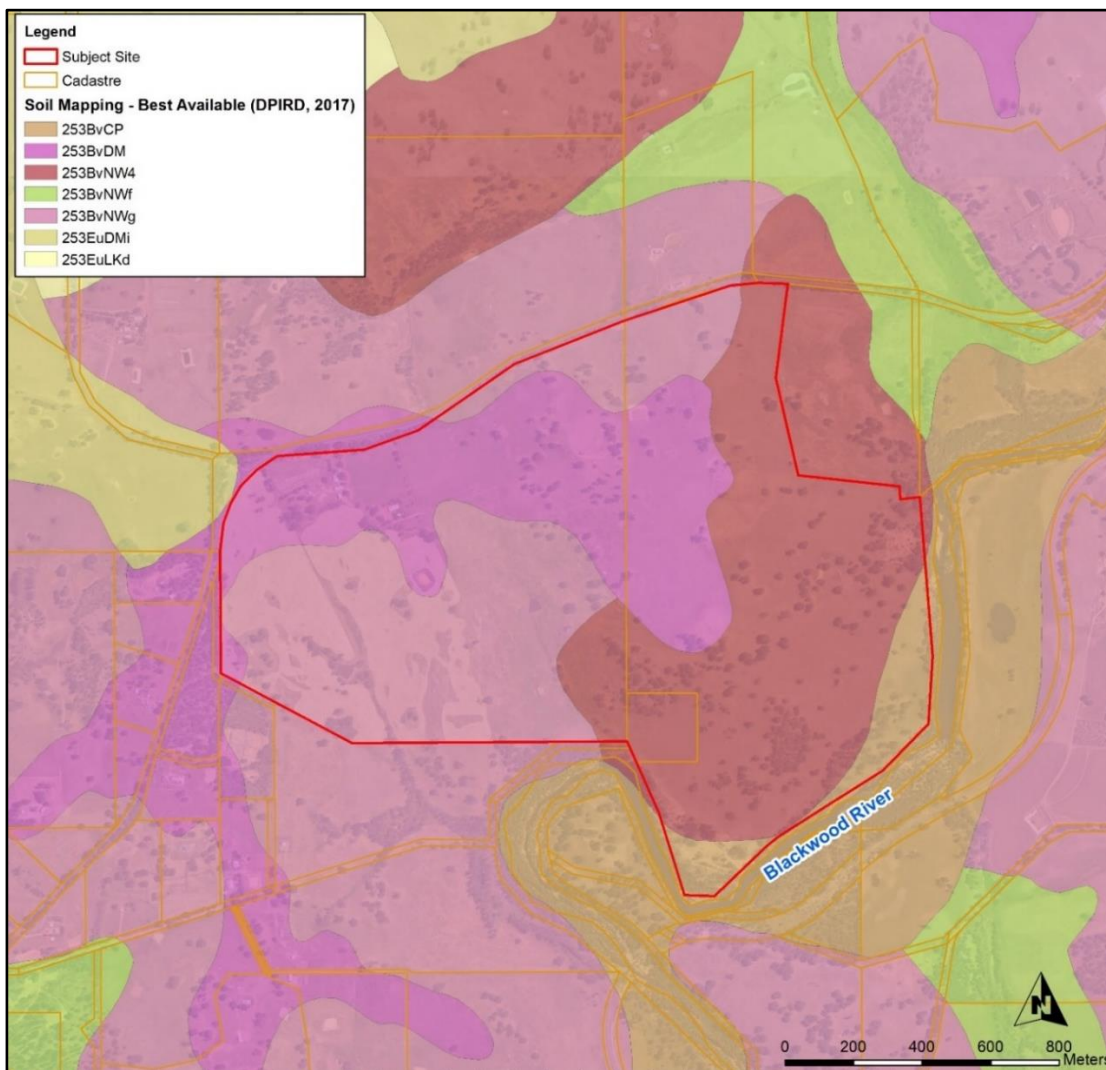 Legend
Subject Site
Cadastre
Soil Mapping - Best Available (DPIRD, 2017)
253BvCP
253BvDM
253BvNW4
253BvNWf
253BvNWg
253EuDMi
253EuLKd
Blackwood River
N
0 200 400 600 800
Meters